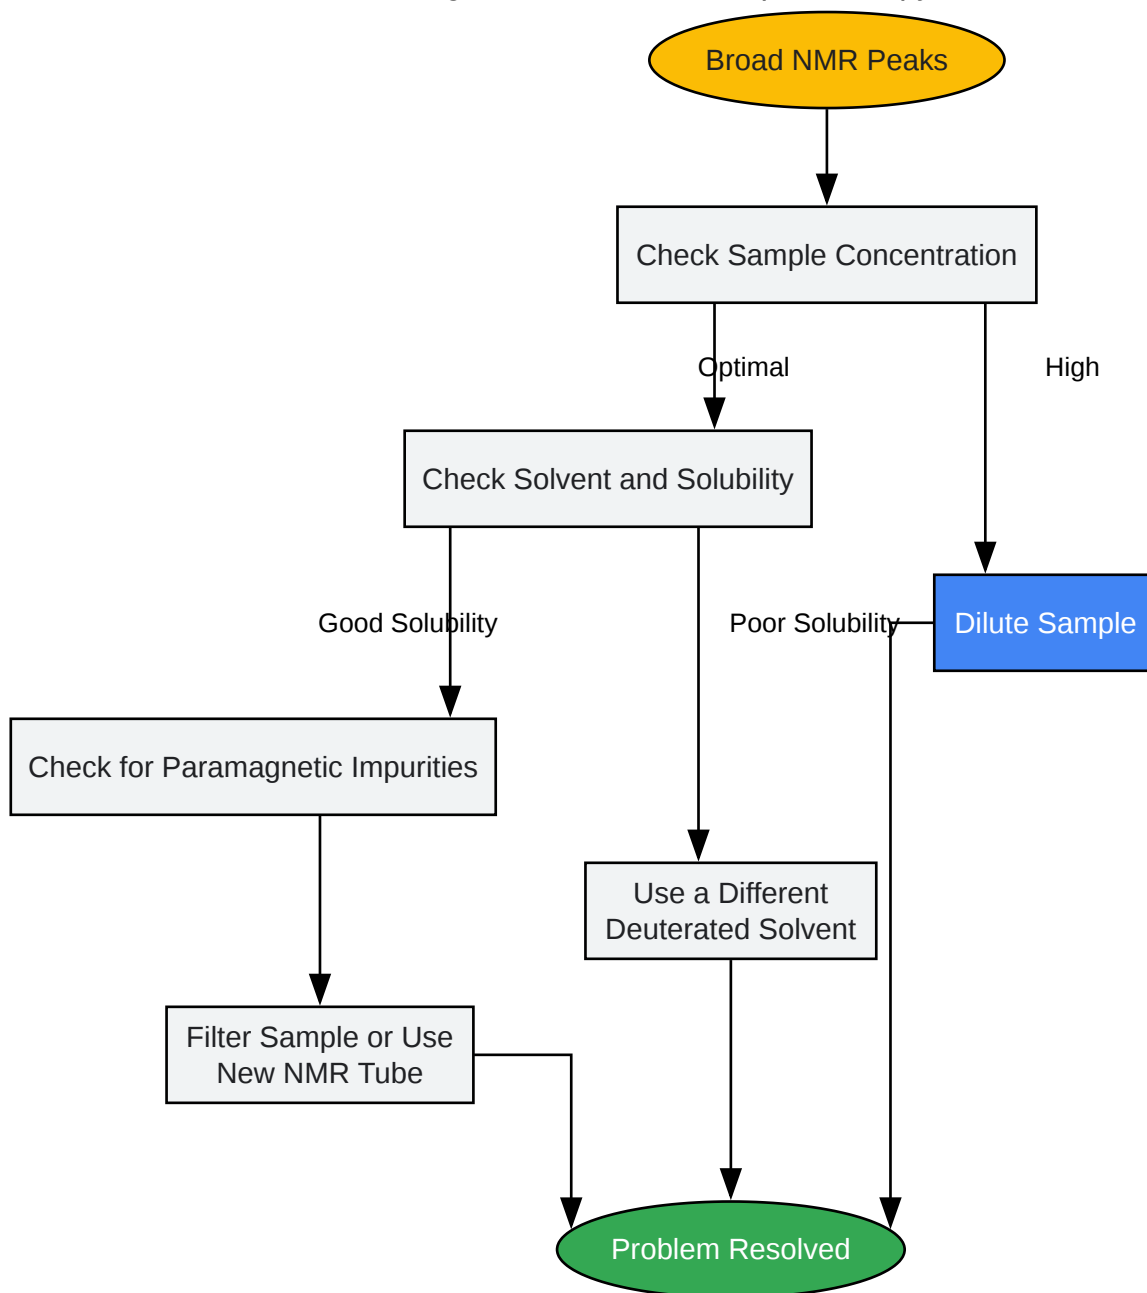 Broad NMR Peaks
Check Sample Concentration
Optimal
High
Check Solvent and Solubility
Good Solubility
Poor Solubility
Dilute Sample
Check for Paramagnetic Impurities
Use a Different
Deuterated Solvent
Filter Sample or Use
New NMR Tube
Problem Resolved